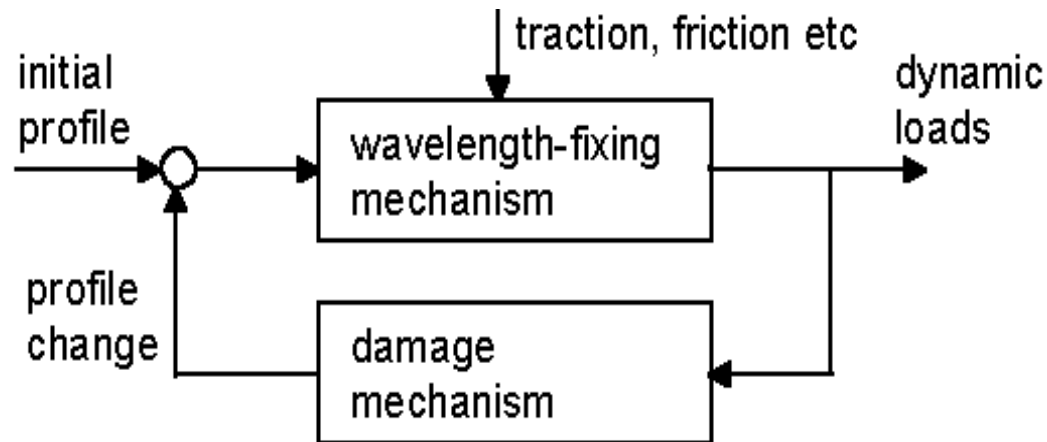 traction, friction etc
initial
profile
dynamic
loads
wavelength-fixing
mechanism
profile
change
damage
mechanism